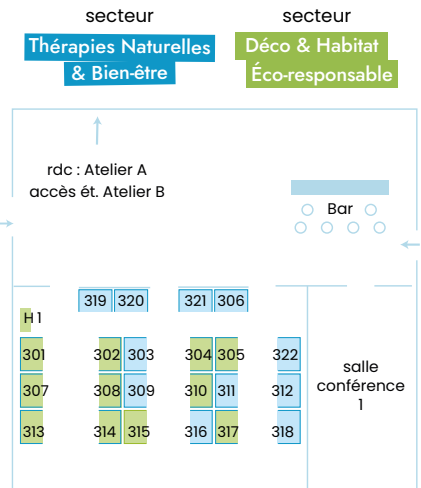 secteur
Thérapies Naturelles
& Bien-être
secteur
Déco & Habitat
Éco-responsable
rdc : Atelier A
accès ét. Atelier B
Bar
319 320 321 306
H 1
301 302 303 304 305 322
307 308 309 310 311 312
313 314 315 316 317 318
salle
conférence
1